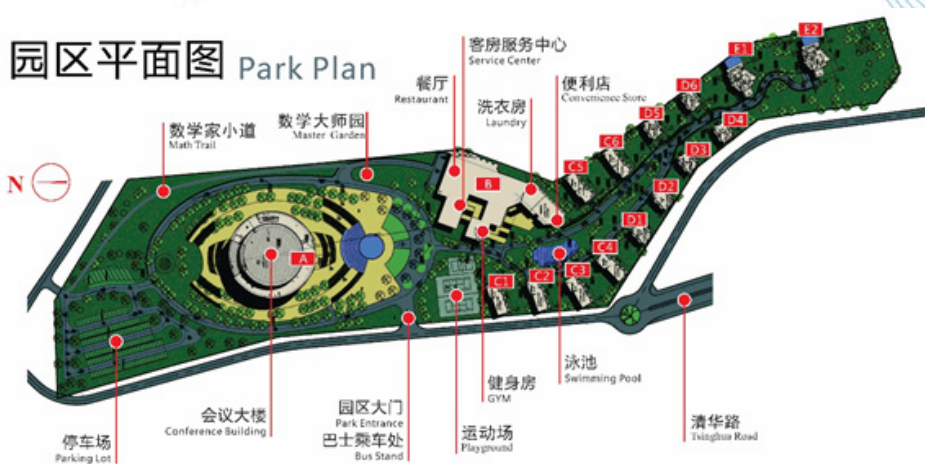 园区平面图 Park Plan
客房服务中心
Service Center
餐厅
Restaurant
便利店
Convenience Store
洗衣房
Laundry
数学家小道
Math Trail
数学大师园
Master Garden
N
E1
E2
D6
D5
D4
C6
D3
C5
B
D2
D1
A
C4
C3
C2
C1
停车场
Parking Lot
会议大楼
Conference Building
园区大门
Park Entrance
巴士乘车处
Bus Stand
运动场
Playground
健身房
GYM
泳池
Swimming Pool
清华路
Tsinghua Road